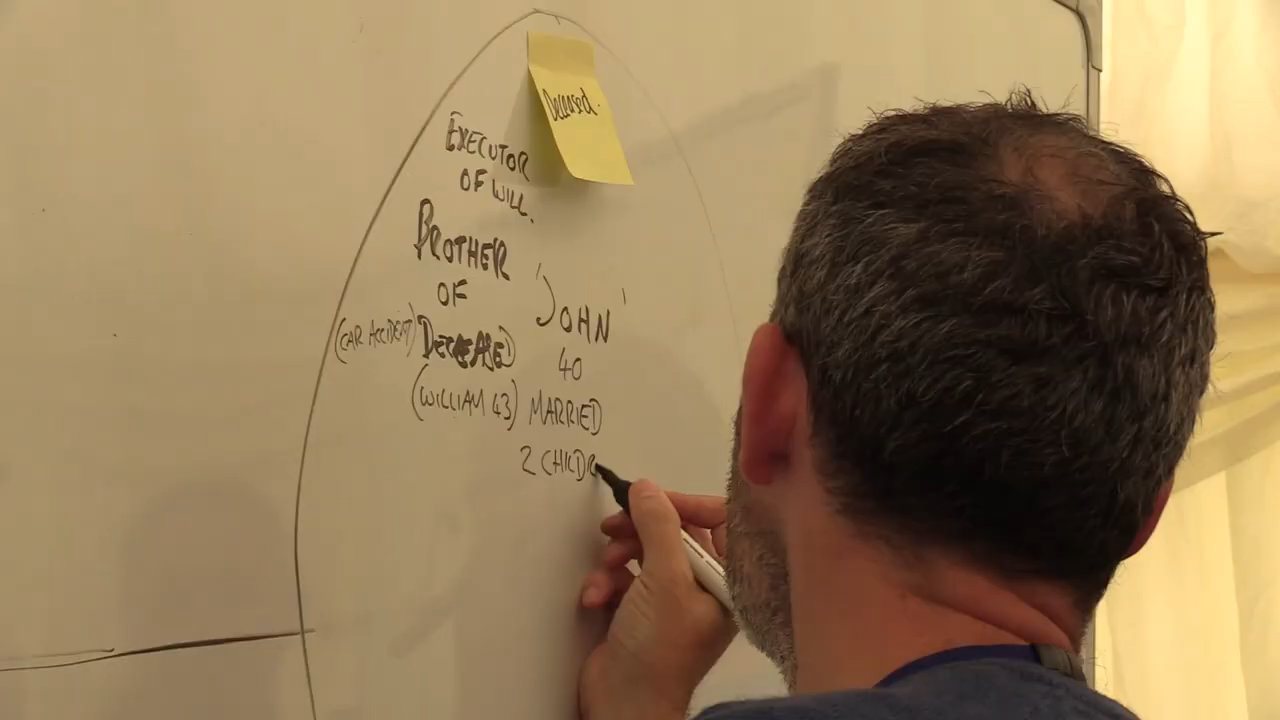 Deceased.
EXECUTOR
OF WILL.
BROTHER
OF
(CAR ACCIDENT) DECEASED
(WILLIAM 43)
'JOHN'
40
MARRIED
2 CHILDR